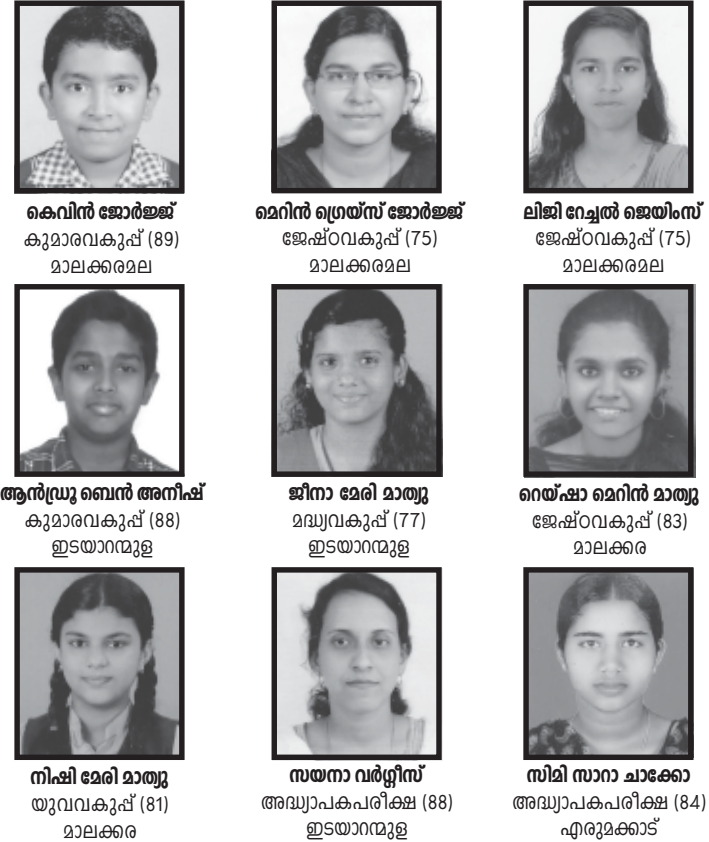 കെവിൻ ജോർജ്ജ്
കുമാരവകുപ്പ് (89)
മാലക്കരമല
മെറിൻ ഗ്രെയ്സ് ജോർജ്ജ്
ജേഷ്ഠവകുപ്പ് (75)
മാലക്കരമല
ലിജി റേച്ചൽ ജെയിംസ്
ജേഷ്ഠവകുപ്പ് (75)
മാലക്കരമല
ആൻഡ്രൂ ബെൻ അനീഷ്
കുമാരവകുപ്പ് (88)
ഇടയാറന്മുള
ജീനാ മേരി മാത്യു
മദ്ധ്യവകുപ്പ് (77)
ഇടയാറന്മുള
റെയ്ഷാ മെറിൻ മാത്യു
ജേഷ്ഠവകുപ്പ് (83)
മാലക്കര
നിഷി മേരി മാത്യു
യുവവകുപ്പ് (81)
മാലക്കര
സയനാ വർഗ്ഗീസ്
അദ്ധ്യാപകപരീക്ഷ (88)
ഇടയാറന്മുള
സിമി സാറാ ചാക്കോ
അദ്ധ്യാപകപരീക്ഷ (84)
എരുമക്കാട്